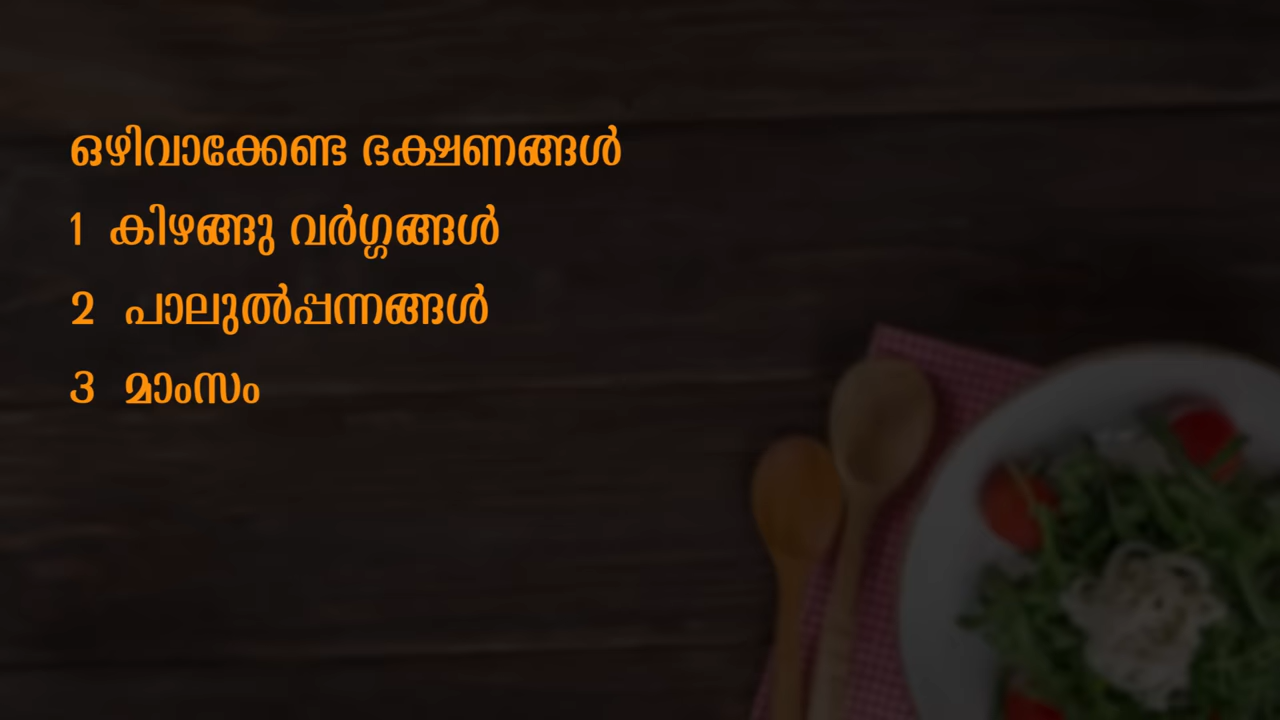 ഒഴിവാക്കേണ്ട ഭക്ഷണങ്ങൾ
1 കിഴങ്ങു വർഗ്ഗങ്ങൾ
2 പാലുൽപ്പന്നങ്ങൾ
3 മാംസം